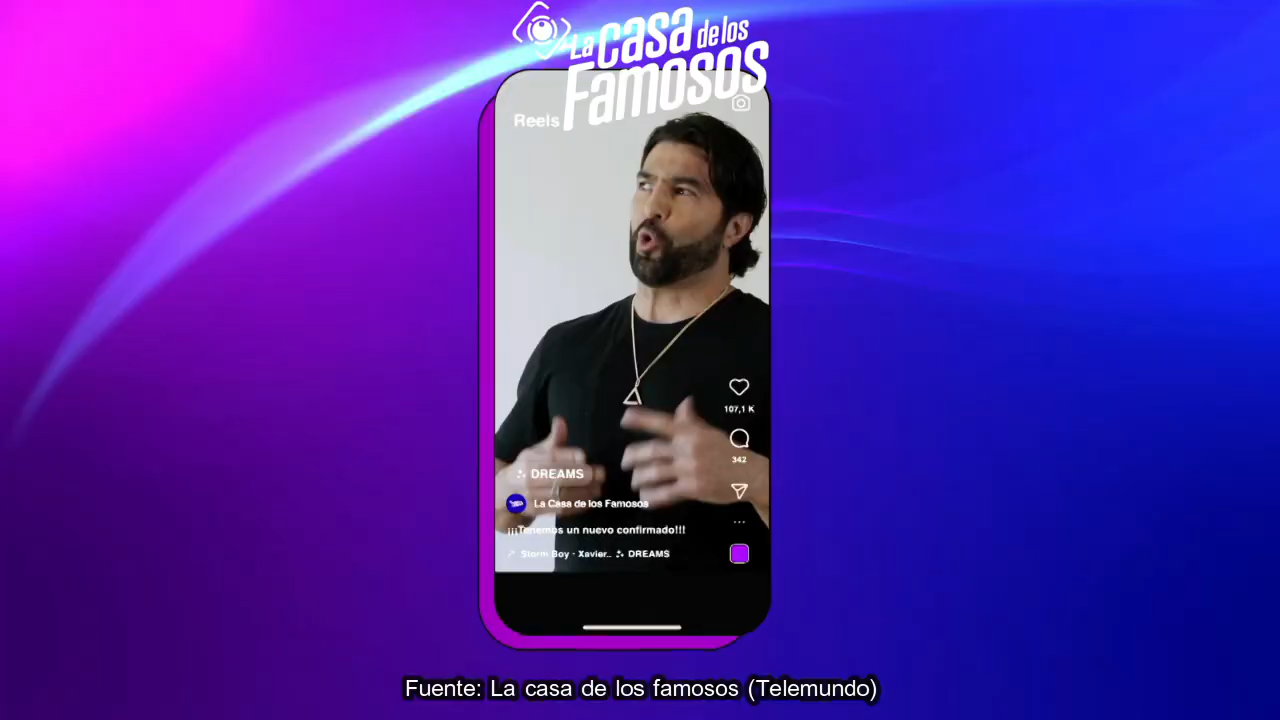 La casa de los
Famosos
Reels
107,1 K
342
DREAMS
La Casa de los Famosos
¡¡¡Tenemos un nuevo confirmado!!!
Storm Boy - Xavier.. DREAMS
Fuente: La casa de los famosos (Telemundo)